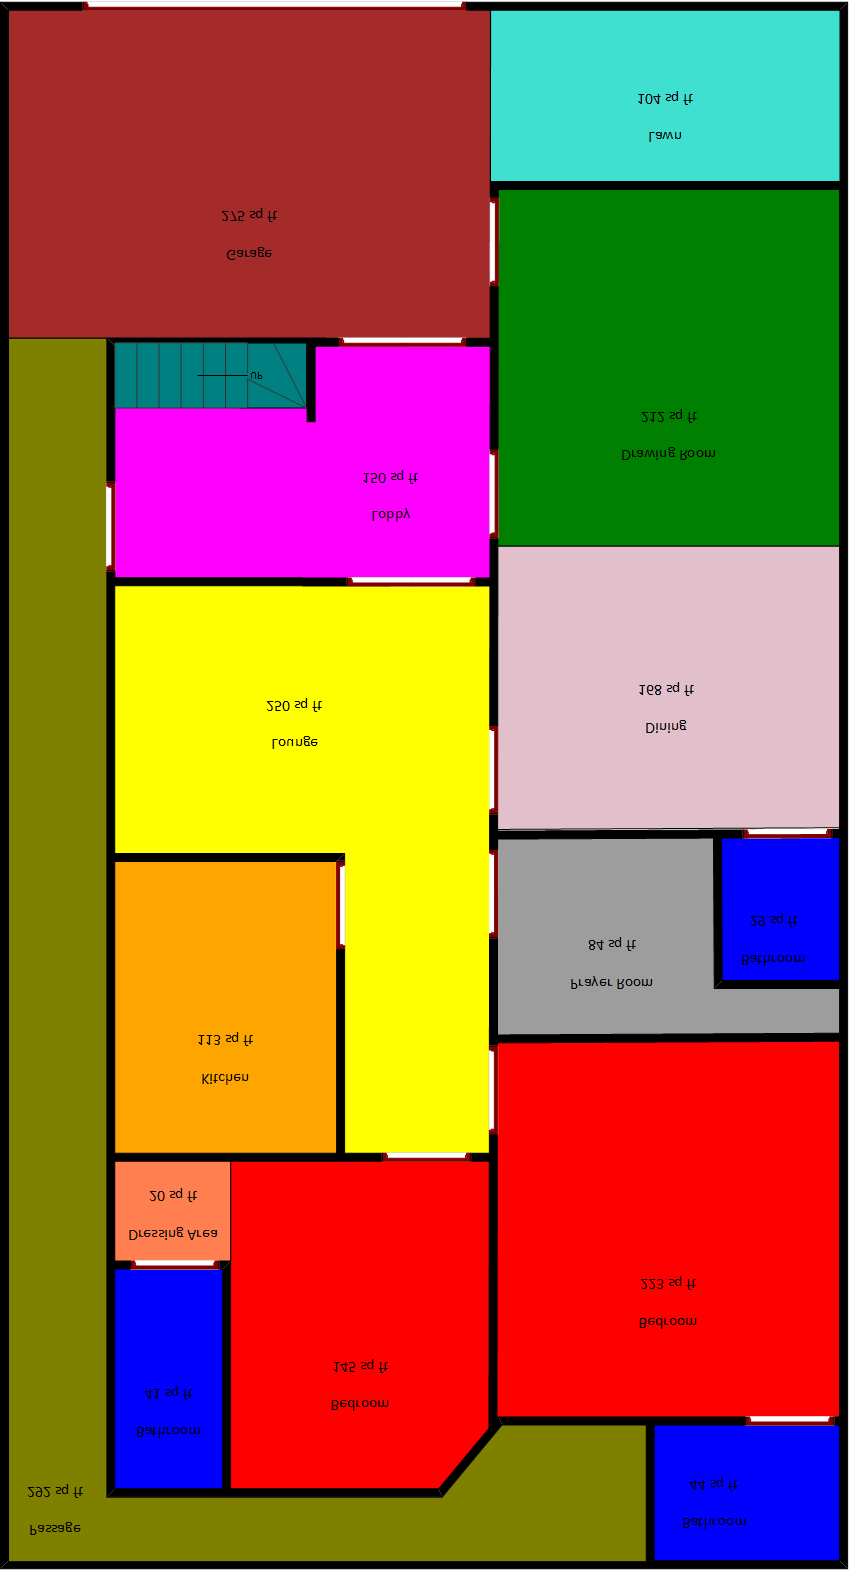 104 sq ft
Lawn
275 sq ft
Garage
UP
212 sq ft
Drawing Room
150 sq ft
Lobby
168 sq ft
Dining
250 sq ft
Lounge
29 sq ft
Bathroom
84 sq ft
Prayer Room
113 sq ft
Kitchen
20 sq ft
Dressing Area
223 sq ft
Bedroom
145 sq ft
Bedroom
41 sq ft
Bathroom
44 sq ft
Bathroom
292 sq ft
Passage